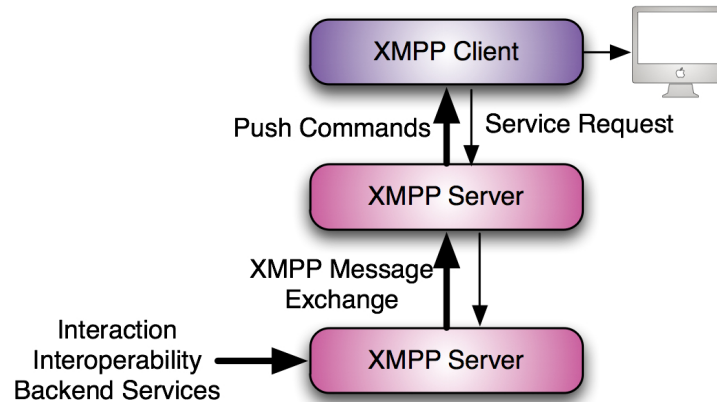 XMPP Client
Push Commands
Service Request
XMPP Server
XMPP Message
Exchange
Interaction
Interoperability
Backend Services
XMPP Server